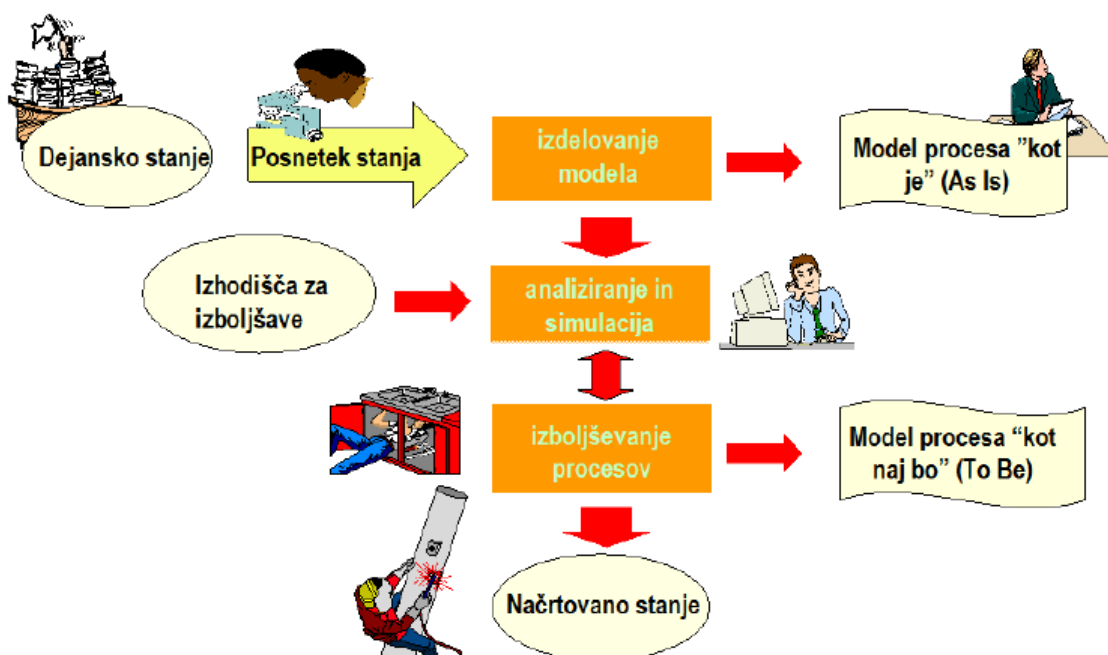 Dejansko stanje
Posnetek stanja
izdelovanje
modela
Model procesa ”kot
je” (As Is)
Izhodišča za
izboljšave
analiziranje in
simulacija
izboljševanje
procesov
Model procesa “kot
naj bo” (To Be)
Načrtovano stanje